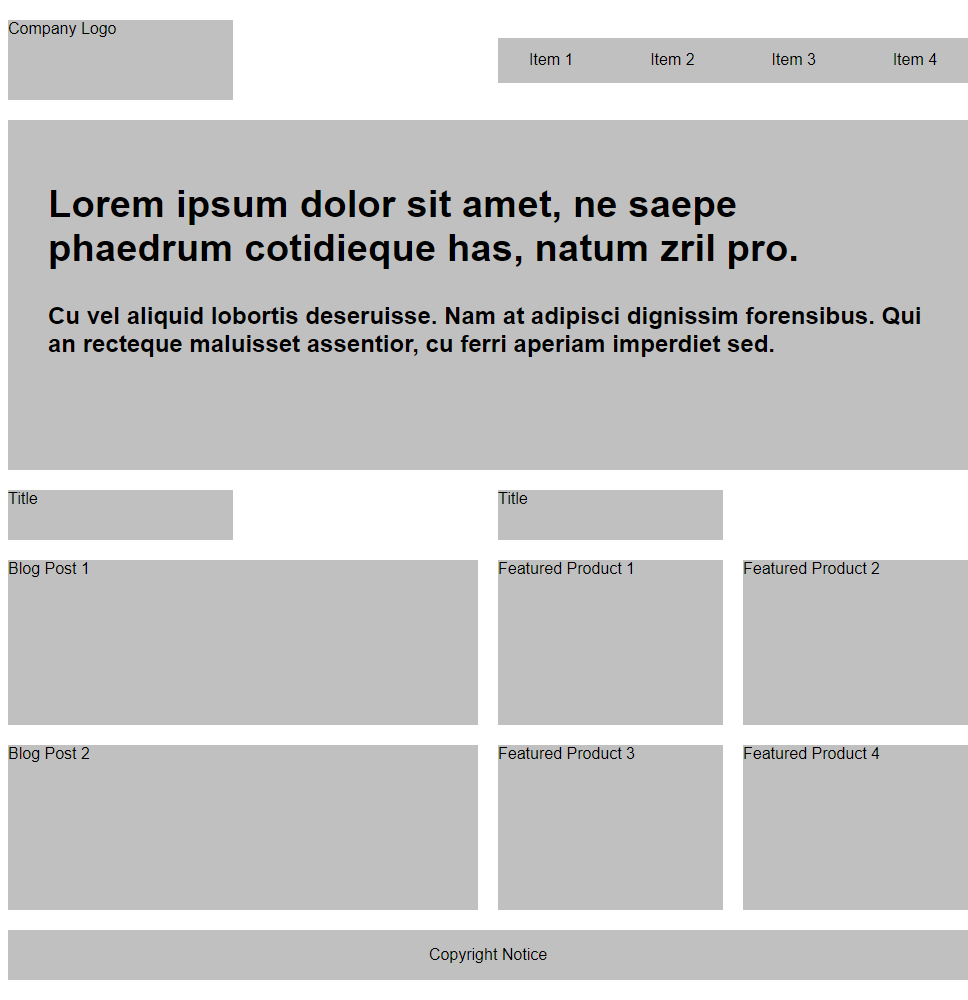 Company Logo
Item 1 Item 2 Item 3 Item 4
Lorem ipsum dolor sit amet, ne saepe
phaedrum cotidieque has, natum zril pro.
Cu vel aliquid lobortis deseruisse. Nam at adipisci dignissim forensibus. Qui
an recteque maluisset assentior, cu ferri aperiam imperdiet sed.
Title
Title
Blog Post 1
Featured Product 1
Featured Product 2
Blog Post 2
Featured Product 3
Featured Product 4
Copyright Notice